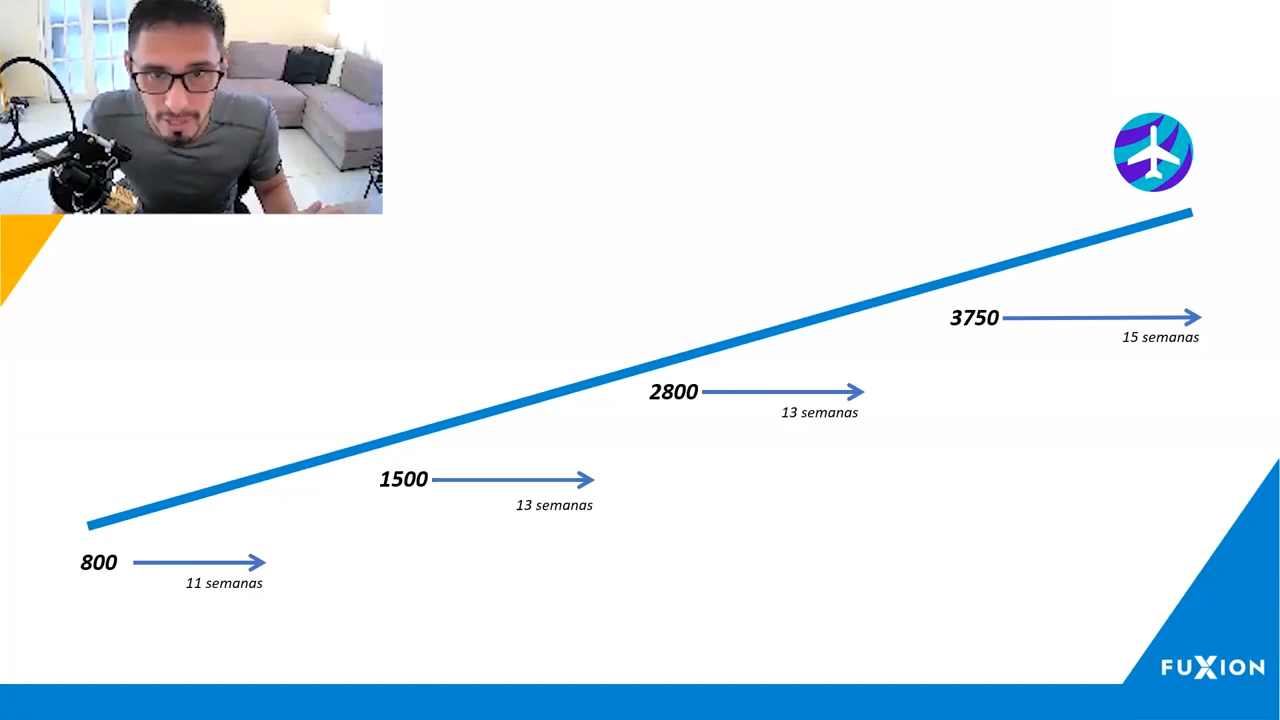 3750
15 semanas
2800
13 semanas
1500
13 semanas
800
11 semanas
FUXION